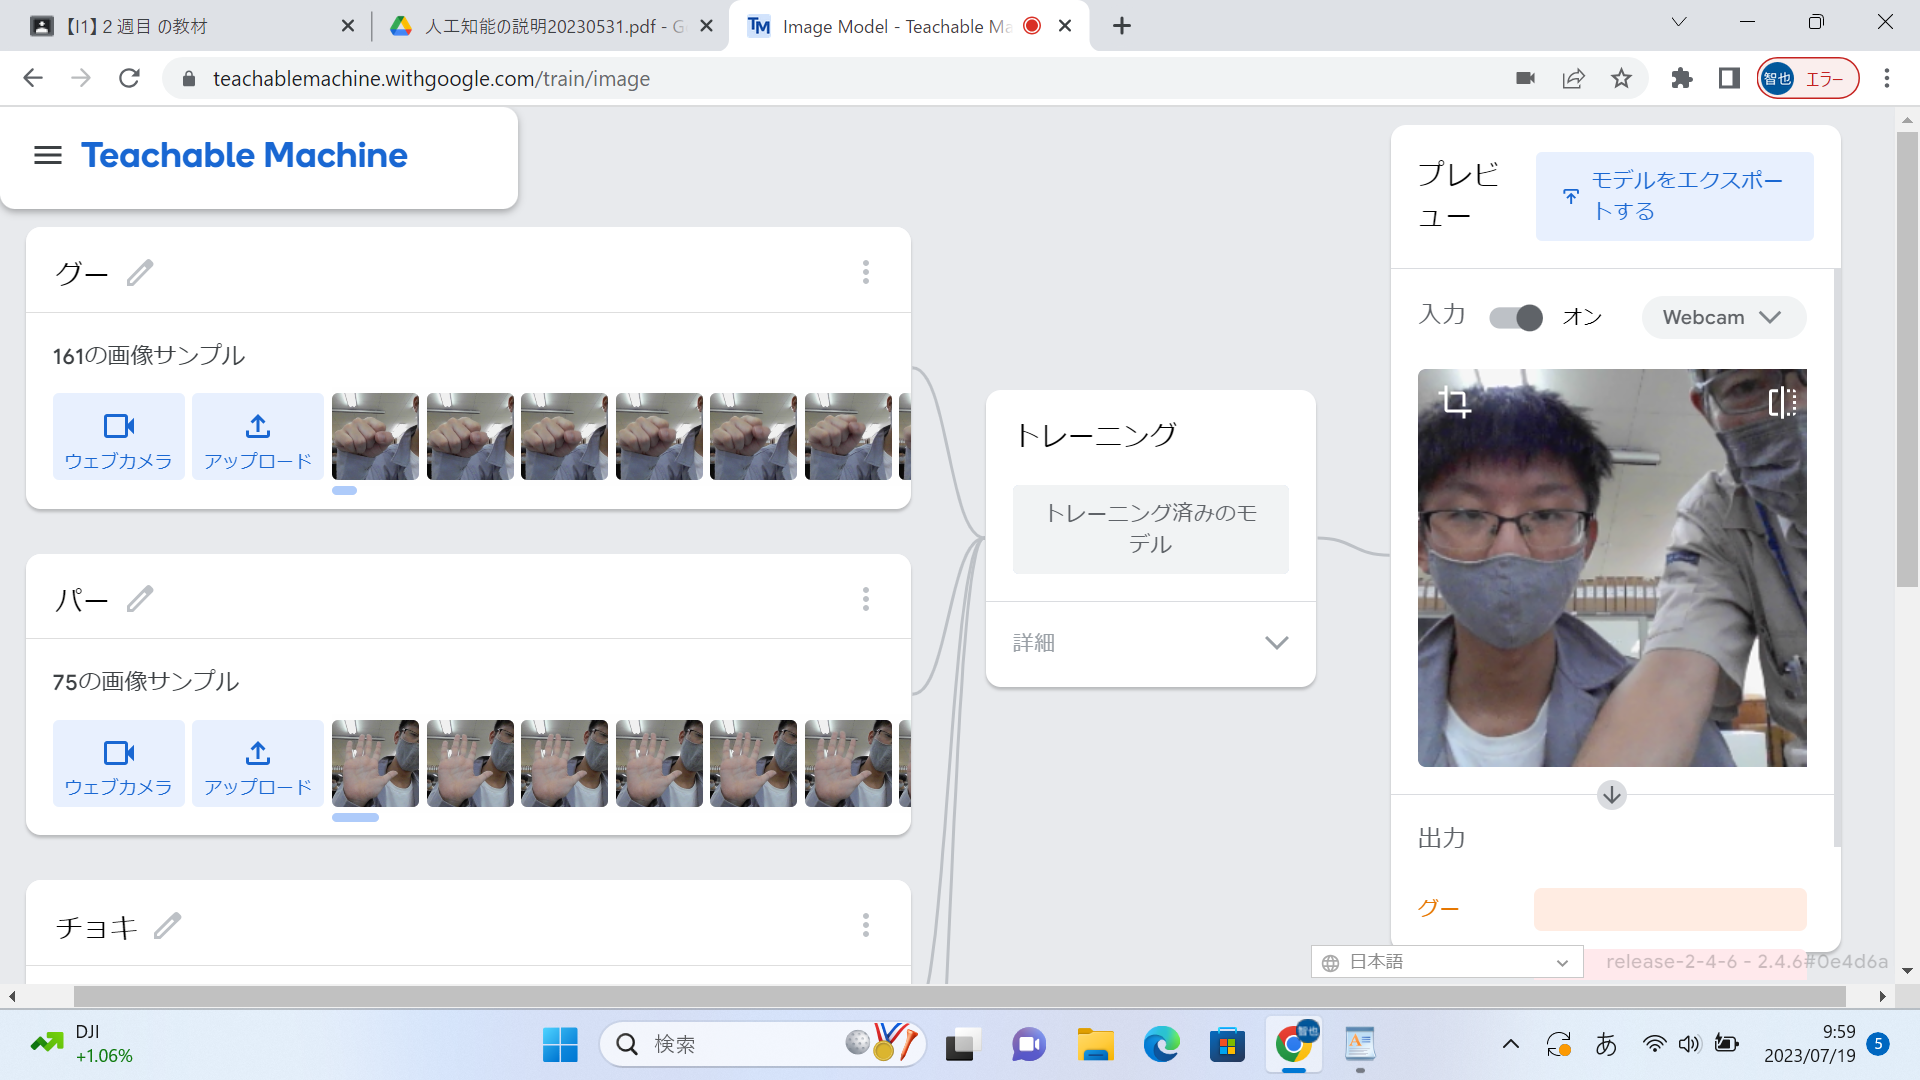 【I1】２ 週目 の教材
人工知能の説明20230531.pdf - G
Image Model - Teachable Ma
teachablemachine.withgoogle.com/train/image
智也 エラー
Teachable Machine
グー
161の画像サンプル
ウェブカメラ
アップロード
パー
75の画像サンプル
ウェブカメラ
アップロード
チョキ
トレーニング
トレーニング済みのモ
デル
詳細
プレビ
ュー
モデルをエクスポー
トする
入力
オン
Webcam
出力
グー
日本語
release-2-4-6 - 2.4.6#0e4d6a
DJI
+1.06%
検索
智也
あ
9:59
2023/07/19
5